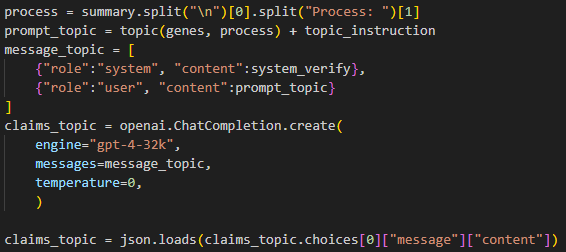 process = summary.split("\n")[0].split("Process: ")[1]
prompt_topic = topic(genes, process) + topic_instruction
message_topic = [
    {"role":"system", "content":system_verify},
    {"role":"user", "content":prompt_topic}
]
claims_topic = openai.ChatCompletion.create(
    engine="gpt-4-32k",
    messages=message_topic,
    temperature=0,
    )

claims_topic = json.loads(claims_topic.choices[0]["message"]["content"])